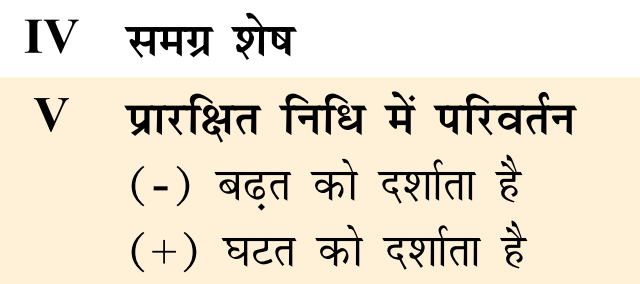 IV समग्र शेष
V प्रारक्षित निधि में परिवर्तन
(-) बढ़त को दर्शाता है
(+) घटत को दर्शाता है